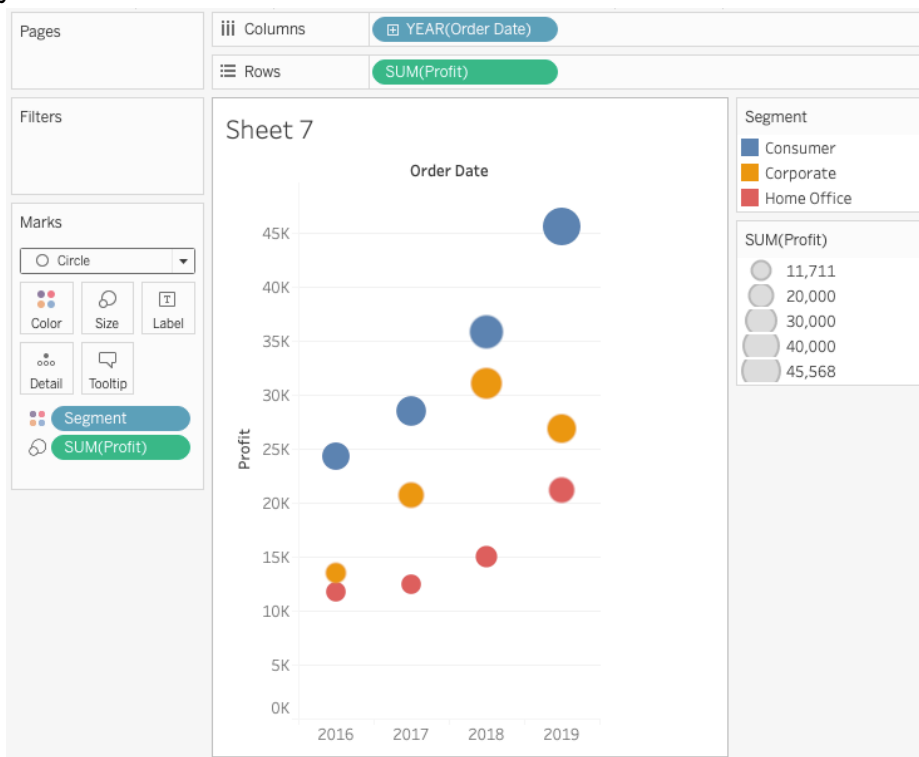 Pages
Columns
YEAR(Order Date)
Rows
SUM(Profit)
Filters
Marks
Circle
Color
Size
T
Label
Detail
Tooltip
Segment
SUM(Profit)
Sheet 7
Order Date
Profit
45K
40K
35K
30K
25K
20K
15K
10K
5K
0K
2016 2017 2018 2019
Segment
Consumer
Corporate
Home Office
SUM(Profit)
11,711
20,000
30,000
40,000
45,568